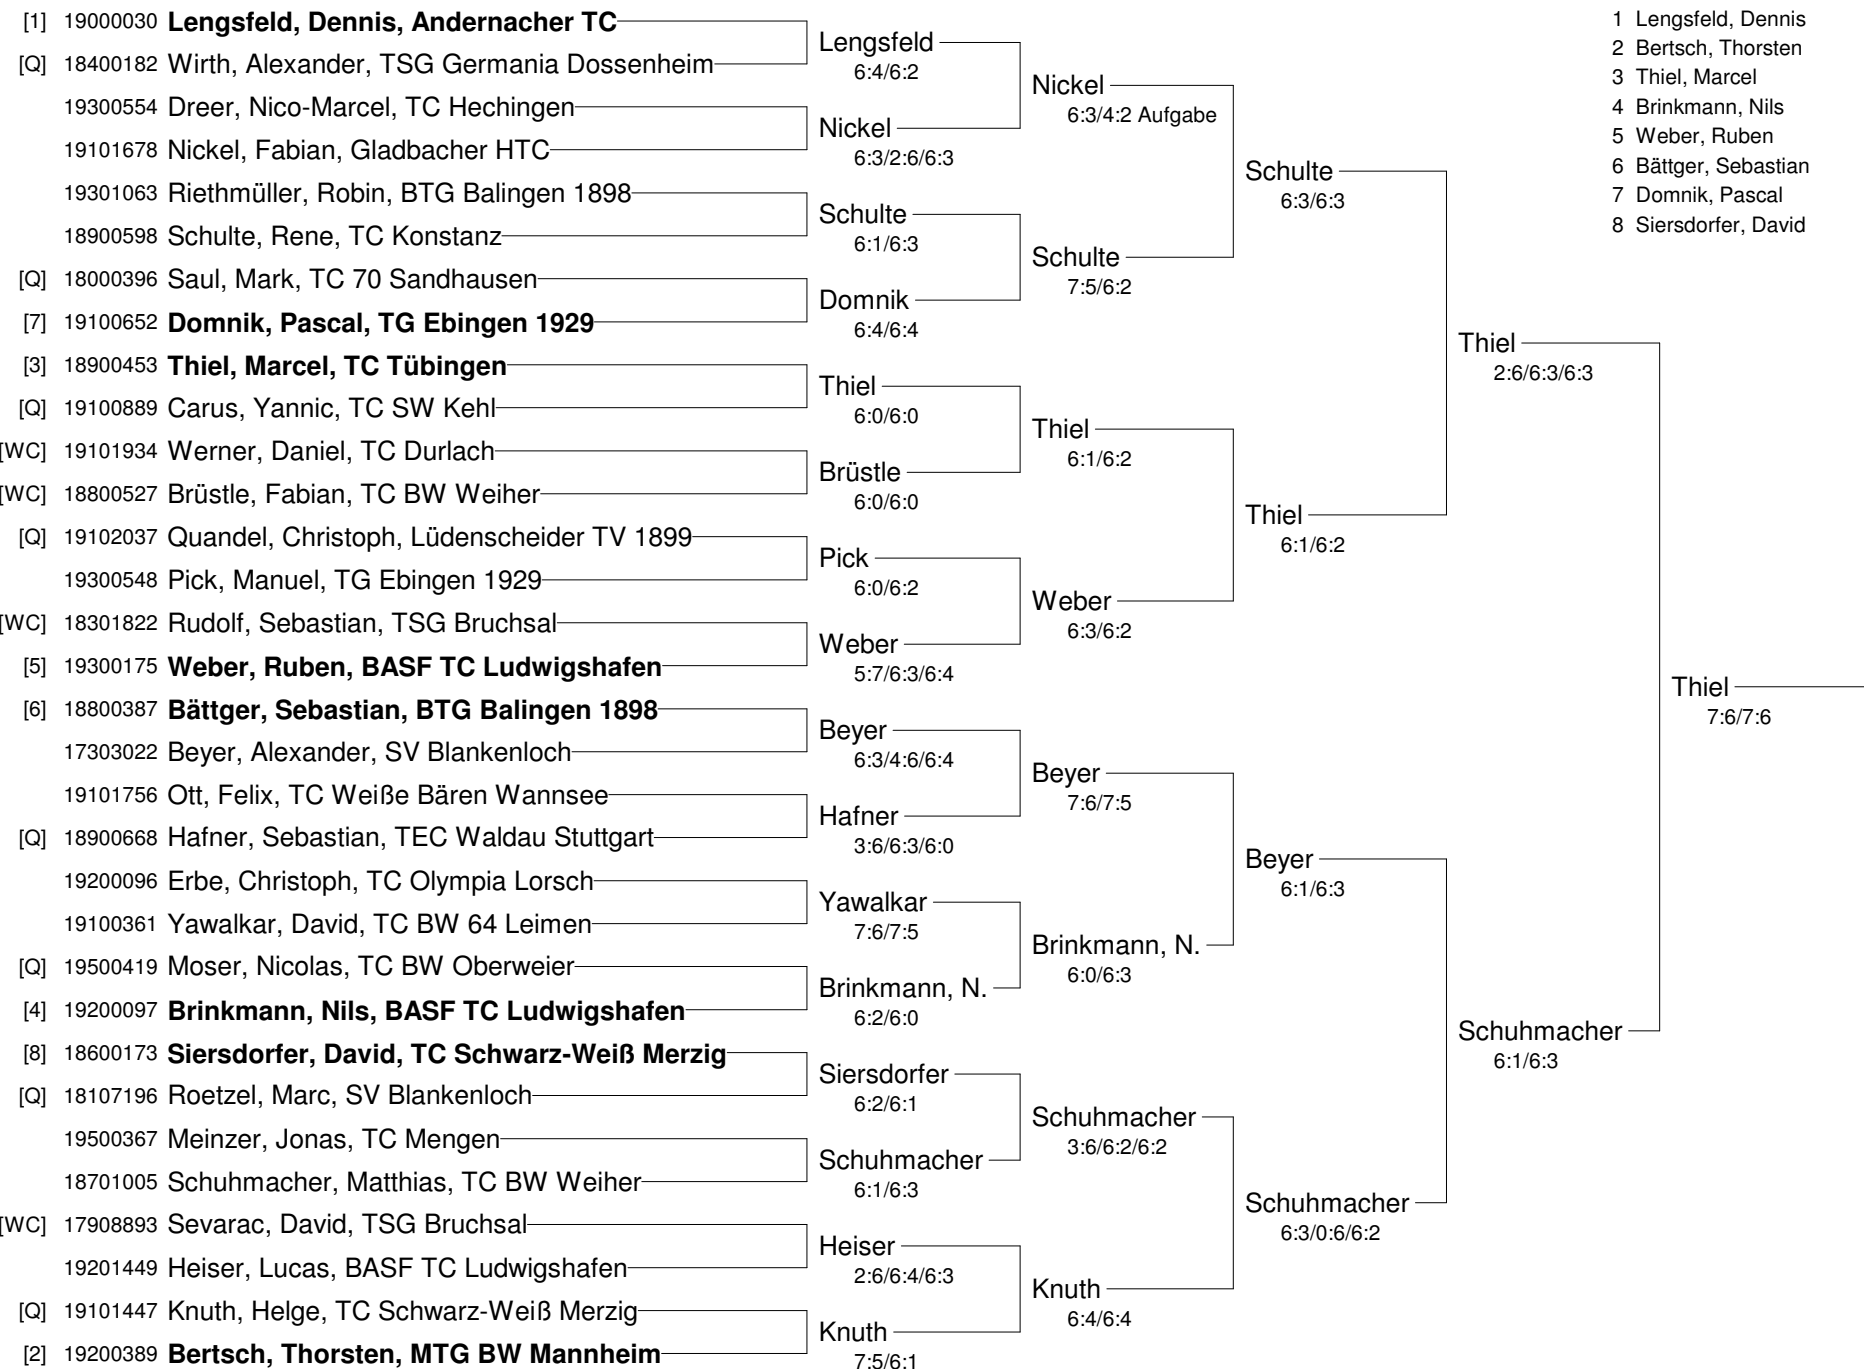 [1] 19000030 Lengsfeld, Dennis, Andernacher TC
[Q] 18400182 Wirth, Alexander, TSG Germania Dossenheim
19300554 Dreer, Nico-Marcel, TC Hechingen
19101678 Nickel, Fabian, Gladbacher HTC
19301063 Riethmüller, Robin, BTG Balingen 1898
18900598 Schulte, Rene, TC Konstanz
[Q] 18000396 Saul, Mark, TC 70 Sandhausen
[7] 19100652 Domnik, Pascal, TG Ebingen 1929
[3] 18900453 Thiel, Marcel, TC Tübingen
[Q] 19100889 Carus, Yannic, TC SW Kehl
[WC] 19101934 Werner, Daniel, TC Durlach
[WC] 18800527 Brüstle, Fabian, TC BW Weiher
[Q] 19102037 Quandel, Christoph, Lüdenscheider TV 1899
19300548 Pick, Manuel, TG Ebingen 1929
[WC] 18301822 Rudolf, Sebastian, TSG Bruchsal
[5] 19300175 Weber, Ruben, BASF TC Ludwigshafen
[6] 18800387 Bättger, Sebastian, BTG Balingen 1898
17303022 Beyer, Alexander, SV Blankenloch
19101756 Ott, Felix, TC Weiße Bären Wannsee
[Q] 18900668 Hafner, Sebastian, TEC Waldau Stuttgart
19200096 Erbe, Christoph, TC Olympia Lorsch
19100361 Yawalkar, David, TC BW 64 Leimen
[Q] 19500419 Moser, Nicolas, TC BW Oberweier
[4] 19200097 Brinkmann, Nils, BASF TC Ludwigshafen
[8] 18600173 Siersdorfer, David, TC Schwarz-Weiß Merzig
[Q] 18107196 Roetzel, Marc, SV Blankenloch
19500367 Meinzer, Jonas, TC Mengen
18701005 Schuhmacher, Matthias, TC BW Weiher
[WC] 17908893 Sevarac, David, TSG Bruchsal
19201449 Heiser, Lucas, BASF TC Ludwigshafen
[Q] 19101447 Knuth, Helge, TC Schwarz-Weiß Merzig
[2] 19200389 Bertsch, Thorsten, MTG BW Mannheim
Lengsfeld
6:4/6:2
Nickel
6:3/2:6/6:3
Schulte
6:1/6:3
Domnik
6:4/6:4
Thiel
6:0/6:0
Brüstle
6:0/6:0
Pick
6:0/6:2
Weber
5:7/6:3/6:4
Beyer
6:3/4:6/6:4
Hafner
3:6/6:3/6:0
Yawalkar
7:6/7:5
Brinkmann, N.
6:2/6:0
Siersdorfer
6:2/6:1
Schuhmacher
6:1/6:3
Heiser
2:6/6:4/6:3
Knuth
7:5/6:1
Nickel
6:3/4:2 Aufgabe
Schulte
7:5/6:2
Thiel
6:1/6:2
Weber
6:3/6:2
Beyer
7:6/7:5
Brinkmann, N.
6:0/6:3
Schuhmacher
3:6/6:2/6:2
Knuth
6:4/6:4
Schulte
6:3/6:3
Thiel
6:1/6:2
Beyer
6:1/6:3
Schuhmacher
6:3/0:6/6:2
Thiel
2:6/6:3/6:3
Schuhmacher
6:1/6:3
Thiel
7:6/7:6
1 Lengsfeld, Dennis
2 Bertsch, Thorsten
3 Thiel, Marcel
4 Brinkmann, Nils
5 Weber, Ruben
6 Bättger, Sebastian
7 Domnik, Pascal
8 Siersdorfer, David